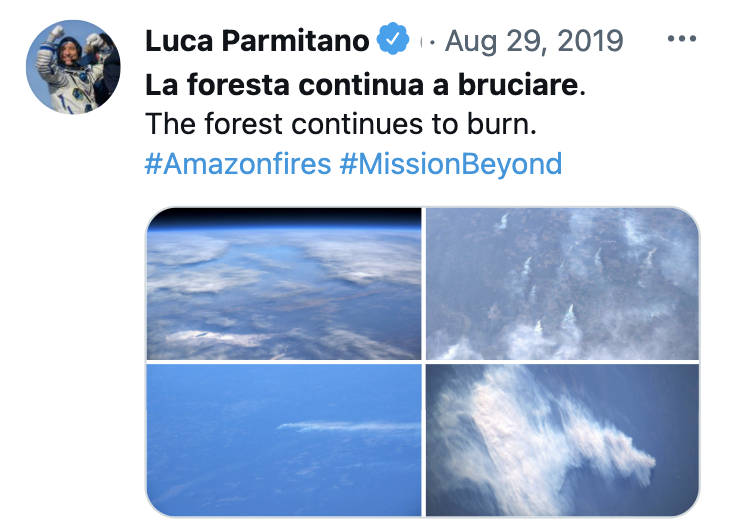 Luca Parmitano · Aug 29, 2019
La foresta continua a bruciare.
The forest continues to burn.
#Amazonfires #MissionBeyond